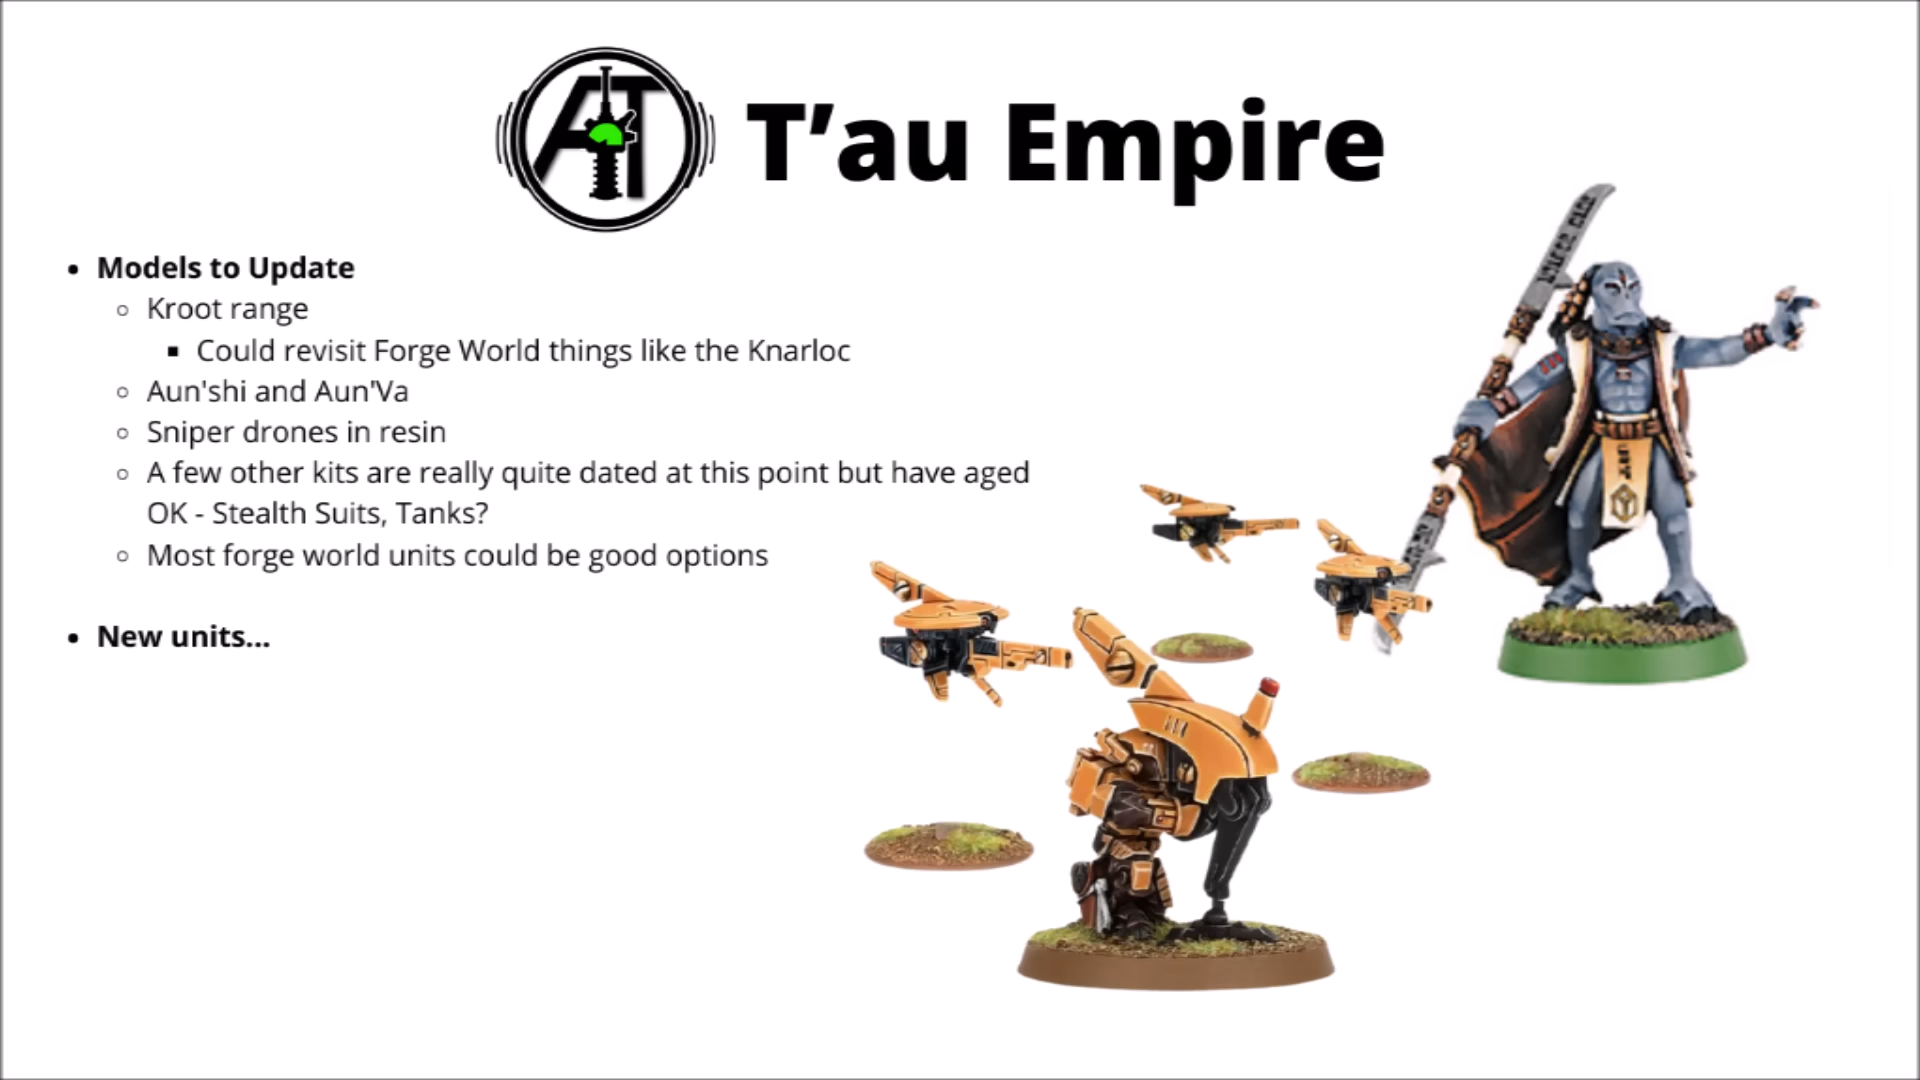 AT
T’au Empire
• Models to Update
○ Kroot range
▪ Could revisit Forge World things like the Knarloc
○ Aun'shi and Aun'Va
○ Sniper drones in resin
○ A few other kits are really quite dated at this point but have aged
OK - Stealth Suits, Tanks?
○ Most forge world units could be good options
• New units...